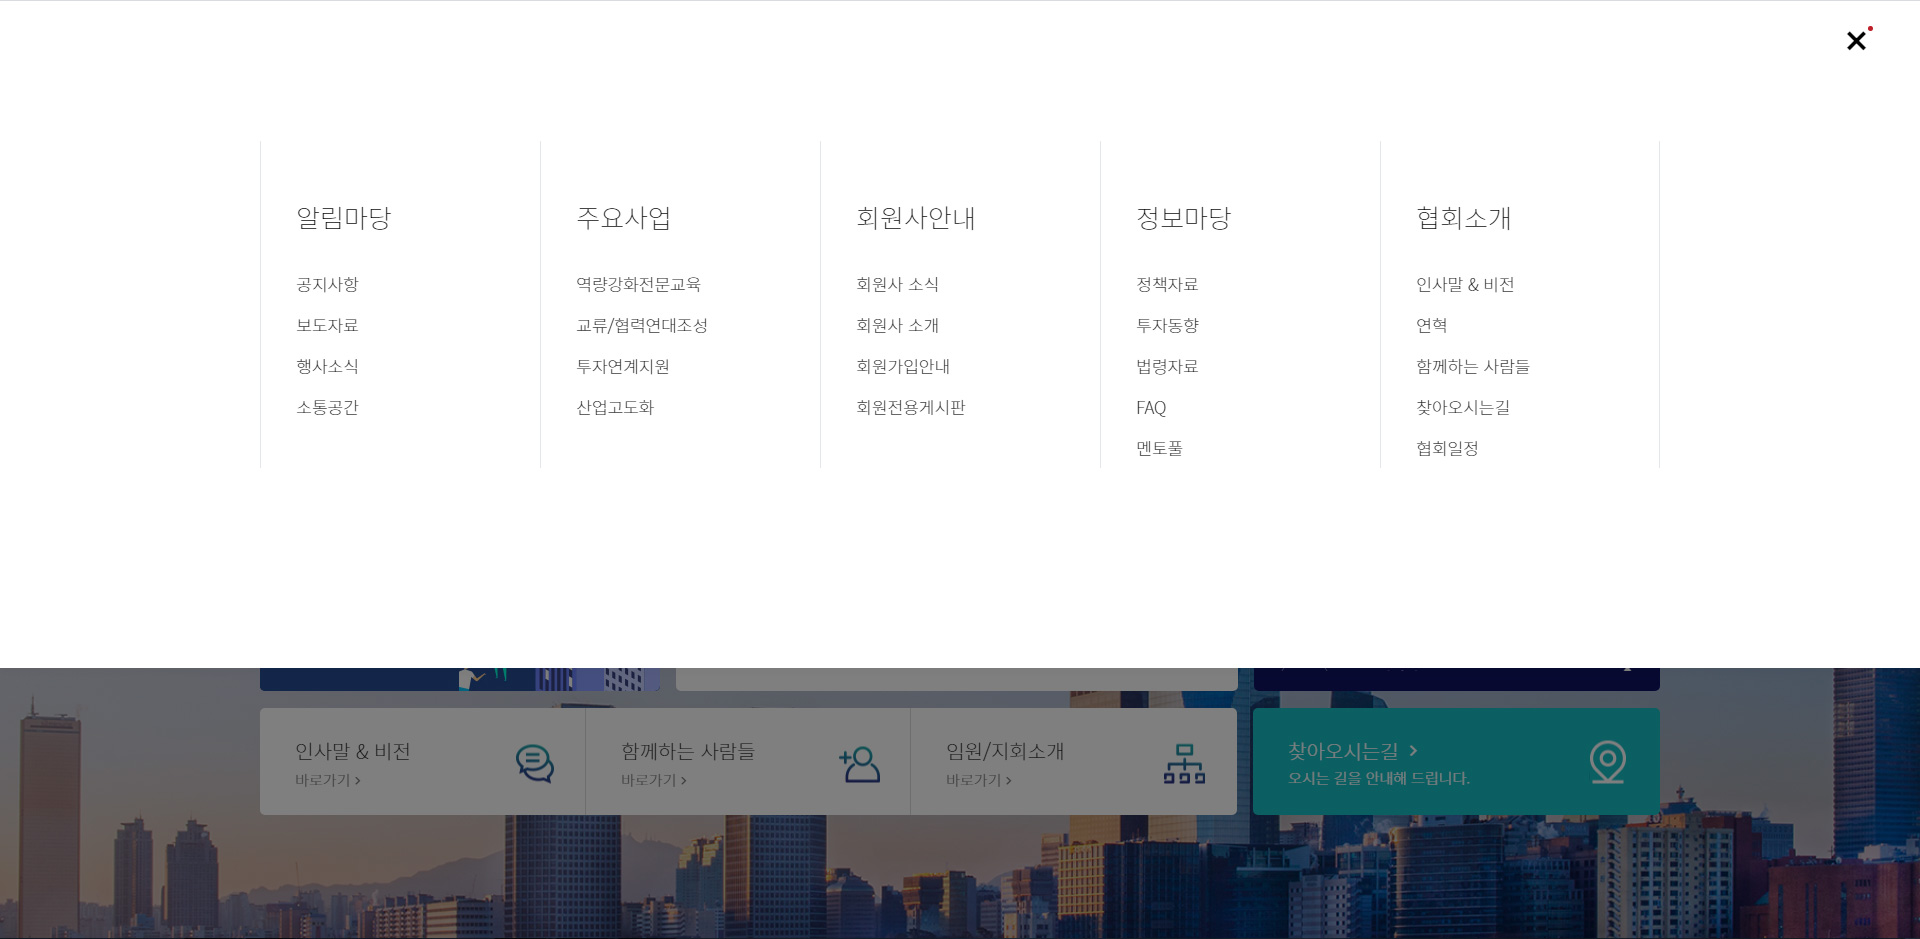 알림마당
공지사항
보도자료
행사소식
소통공간
주요사업
역량강화전문교육
교류/협력연대조성
투자연계지원
산업고도화
회원사안내
회원사 소식
회원사 소개
회원가입안내
회원전용게시판
정보마당
정책자료
투자동향
법령자료
FAQ
멘토풀
협회소개
인사말 & 비전
연혁
함께하는 사람들
찾아오시는길
협회일정
인사말 & 비전
바로가기 >
함께하는 사람들
바로가기 >
임원/지회소개
바로가기 >
찾아오시는길 >
오시는 길을 안내해 드립니다.